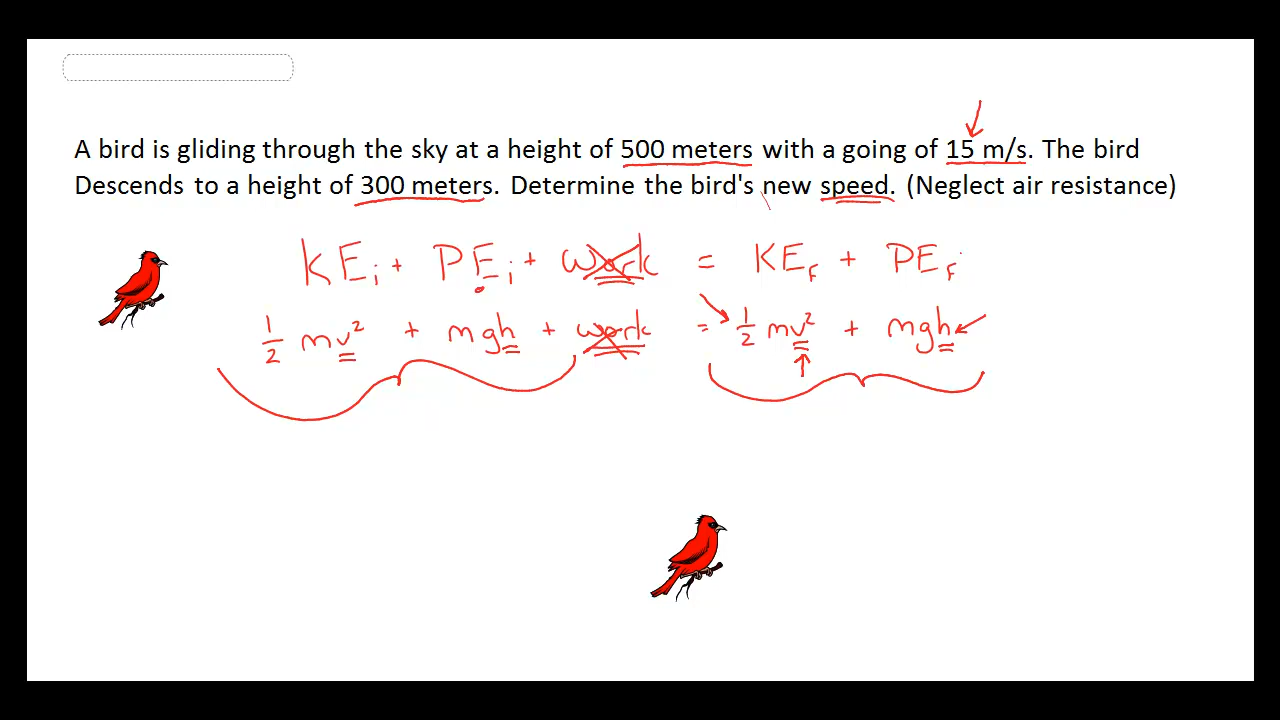 A bird is gliding through the sky at a height of 500 meters with a going of 15 m/s. The bird
Descends to a height of 300 meters. Determine the bird's new speed. (Neglect air resistance)
KEᵢ + PEᵢ + work = KE_f + PE_f
1/2 mv² + mgh + work = 1/2 mv² + mgh